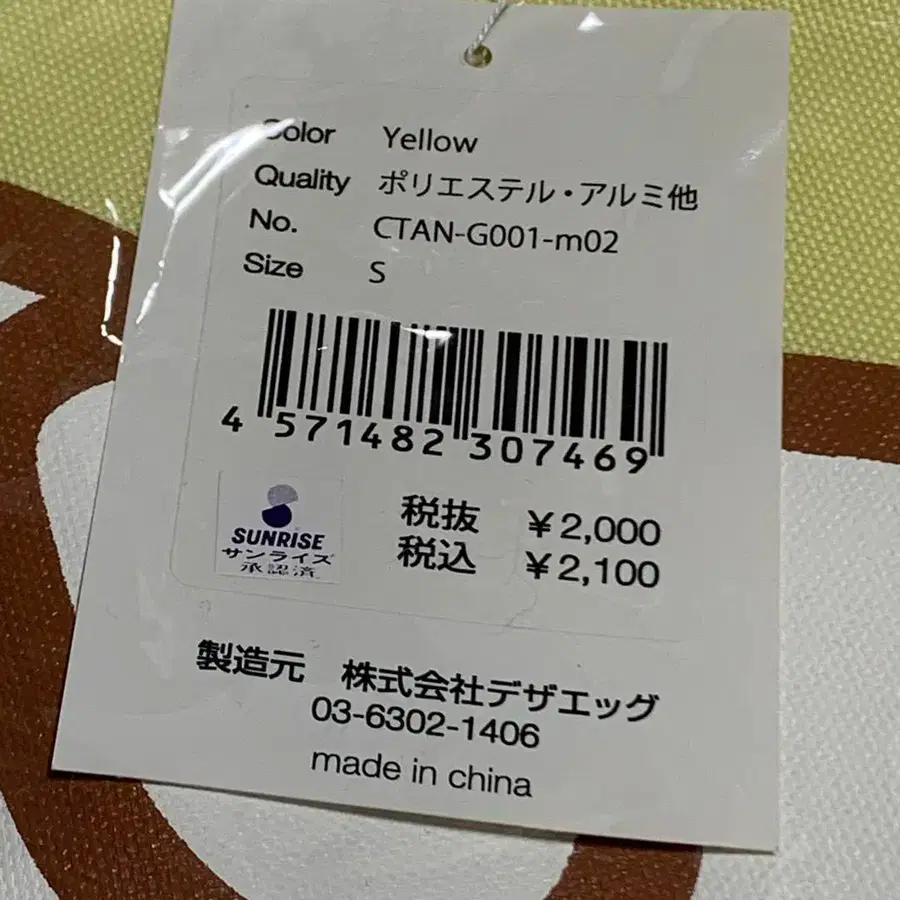 Color Yellow
Quality ポリエステル・アルミ他
No. CTAN-G001-m02
Size S
4 571482 307469
SUNRISE
サンライズ
承認済
税抜 ¥2,000
税込 ¥2,100
製造元 株式会社デザエッグ
03-6302-1406
made in china